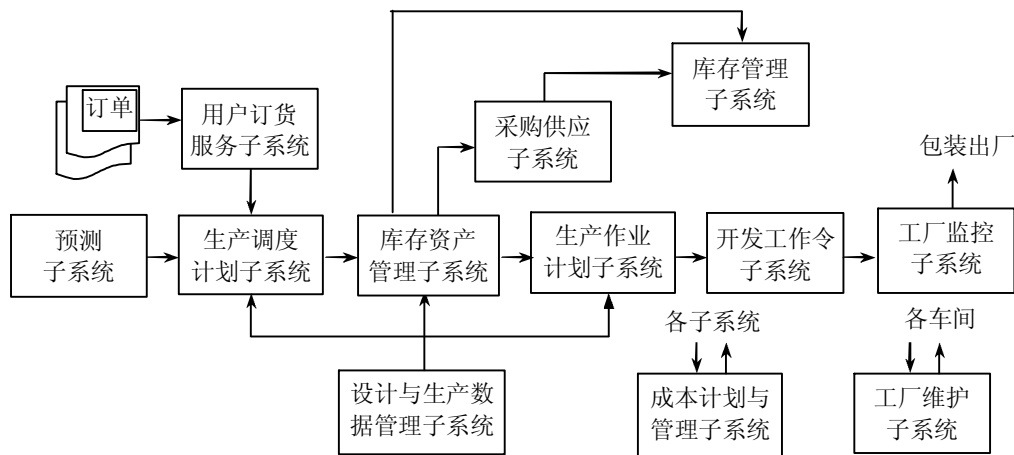 订单
用户订货
服务子系统
采购供应
子系统
库存管理
子系统
包装出厂
预测
子系统
生产调度
计划子系统
库存资产
管理子系统
生产作业
计划子系统
开发工作令
子系统
工厂监控
子系统
各子系统
各车间
设计与生产数
据管理子系统
成本计划与
管理子系统
工厂维护
子系统